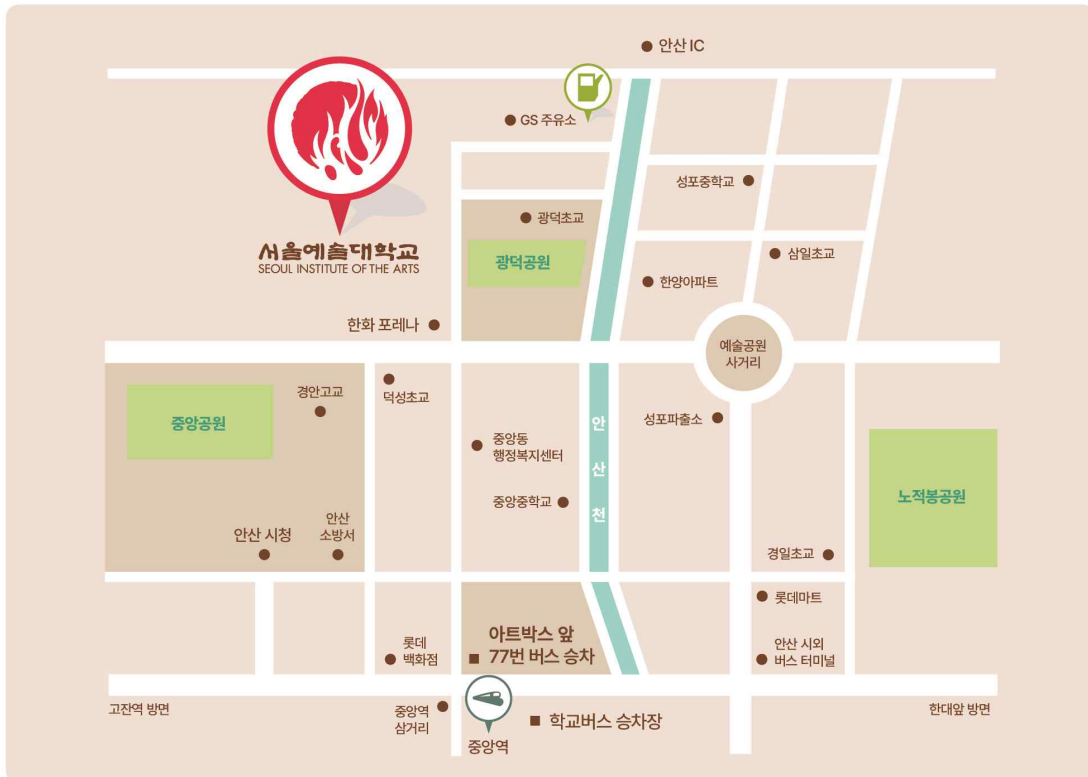 안산 IC
GS 주유소
성포중학교
서울예술대학교
SEOUL INSTITUTE OF THE ARTS
광덕초교
광덕공원
삼일초교
한양아파트
한화 포레나
예술공원
사거리
경안고교
덕성초교
중앙공원
성포파출소
안
산
천
중앙동
행정복지센터
노적봉공원
중앙중학교
안산 시청
안산
소방서
경일초교
롯데마트
롯데
백화점
아트박스 앞
77번 버스 승차
안산 시외
버스 터미널
고잔역 방면
중앙역
삼거리
학교버스 승차장
한대앞 방면
중앙역